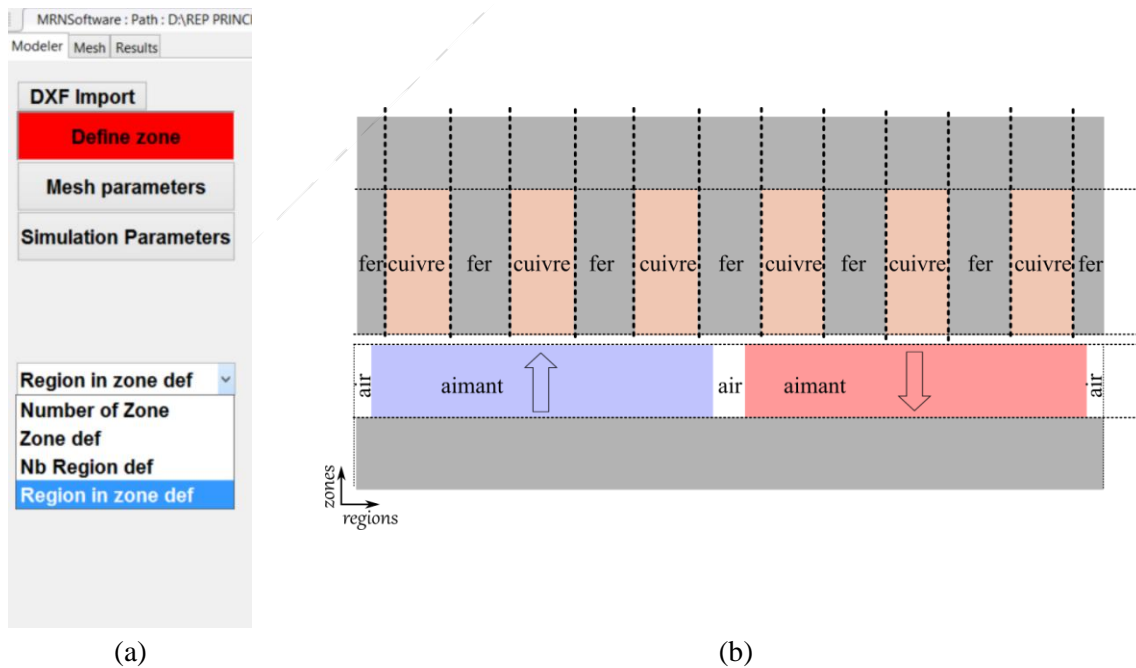 MRNSoftware : Path : D:\REP PRINC
Modeler Mesh Results
DXF Import
Define zone
Mesh parameters
Simulation Parameters
Region in zone def
Number of Zone
Zone def
Nb Region def
Region in zone def
fer cuivre fer cuivre fer cuivre fer cuivre fer cuivre fer cuivre fer
air aimant air aimant air
zones
regions
(a) (b)